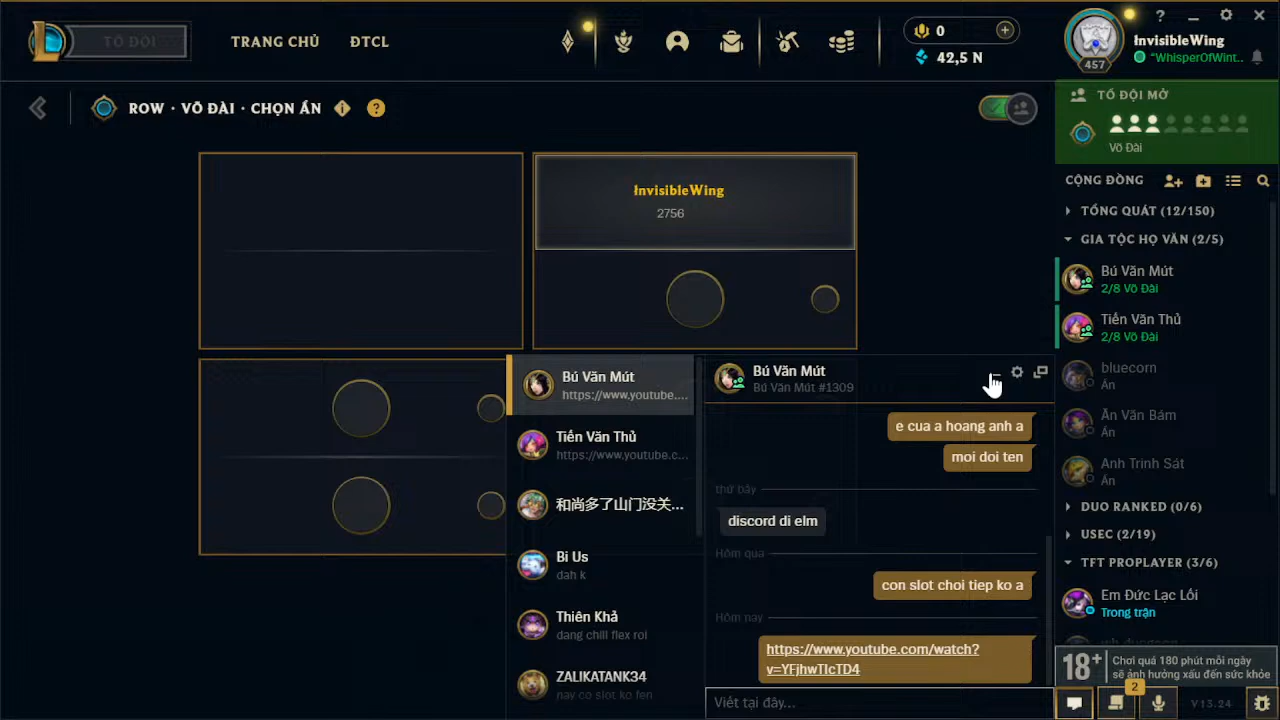 TỔ ĐỘI
TRANG CHỦ
ĐTCL
0
42,5 N
457
InvisibleWing
"WhisperOfWint..
ROW · VÕ ĐÀI · CHỌN ẨN
TỔ ĐỘI MỞ
Võ Đài
InvisibleWing
2756
CỘNG ĐỒNG
TỔNG QUÁT (12/150)
GIA TỘC HỌ VĂN (2/5)
Bú Văn Mút
2/8 Võ Đài
Tiến Văn Thủ
2/8 Võ Đài
bluecorn
Ẩn
Ăn Văn Bám
Ẩn
Anh Trinh Sát
Ẩn
DUO RANKED (0/6)
USEC (2/19)
TFT PROPLAYER (3/6)
Em Đức Lạc Lối
Trong trận
Bú Văn Mút
https://www.youtube....
Tiến Văn Thủ
https://www.youtube.c...
和尚多了山门没关...
Bi Us
dah k
Thiên Khả
dang chill flex roi
ZALIKATANK34
nay co slot ko fen
Bú Văn Mút
Bú Văn Mút #1309
e cua a hoang anh a
moi doi ten
thứ bảy
discord di elm
Hôm qua
con slot choi tiep ko a
Hôm nay
https://www.youtube.com/watch?
v=YFjhwTIcTD4
Viết tại đây...
18+
Chơi quá 180 phút mỗi ngày
sẽ ảnh hưởng xấu đến sức khỏe
2
V13.24